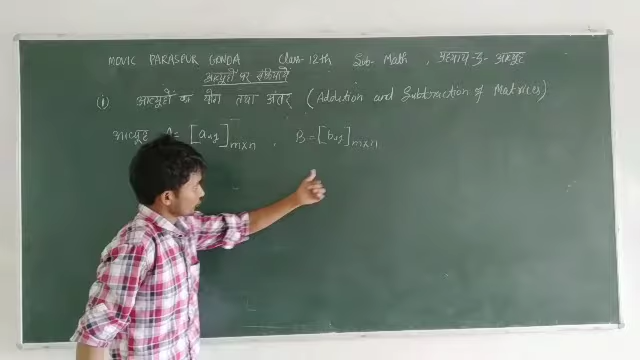 MOVIC PARASPUR GONDA Class-12th Sub-Math, अध्याय-3- आव्यूह
आव्यूहों पर संक्रियाएँ
(i) आव्यूहों का योग तथा अंतर (Addition and Subtraction of Matrices)
आव्यूह A = [aij]m×n , B = [bij]m×n